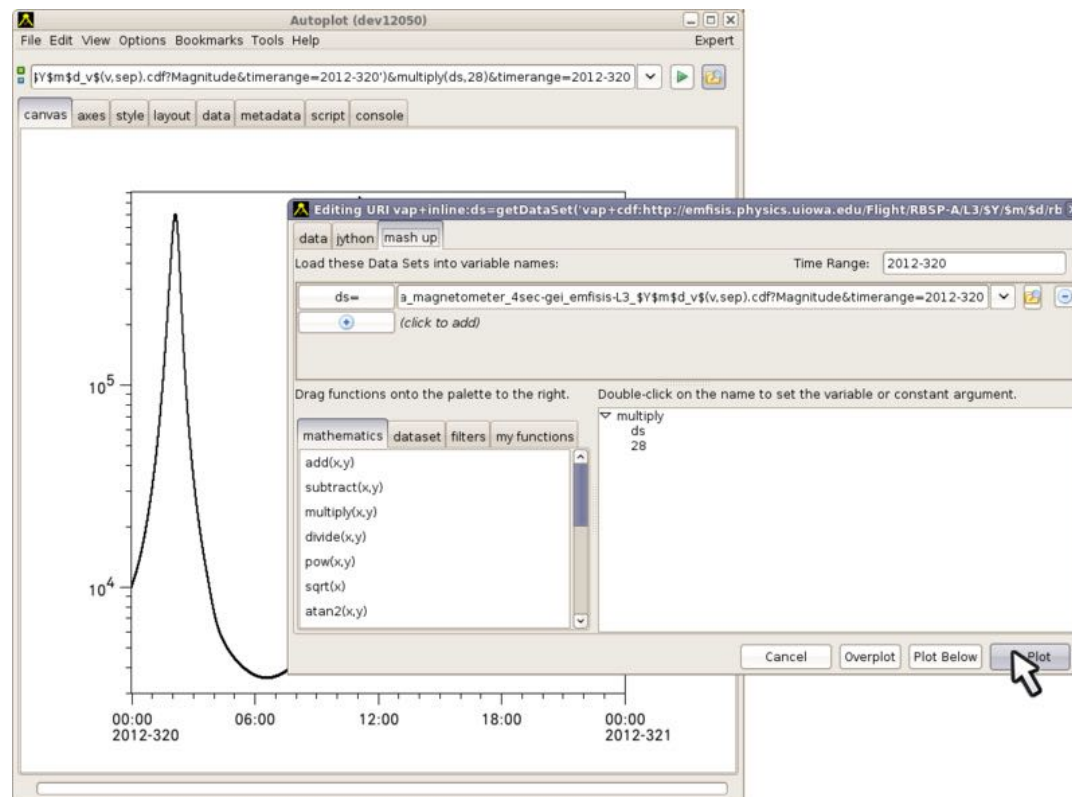 Autoplot (dev12050)
File Edit View Options Bookmarks Tools Help Expert
$Y$m$d_v$(v,sep).cdf?Magnitude&timerange=2012-320')&multiply(ds,28)&timerange=2012-320
canvas axes style layout data metadata script console
Editing URI vap+inline:ds=getDataSet('vap+cdf:http://emfisis.physics.uiowa.edu/Flight/RBSP-A/L3/$Y/$m/$d/rb
data jython mash up
Load these Data Sets into variable names: Time Range: 2012-320
ds= a_magnetometer_4sec-gei_emfisis-L3_$Y$m$d_v$(v,sep).cdf?Magnitude&timerange=2012-320
(click to add)
Drag functions onto the palette to the right. Double-click on the name to set the variable or constant argument.
mathematics dataset filters my functions
add(x,y)
subtract(x,y)
multiply(x,y)
divide(x,y)
pow(x,y)
sqrt(x)
atan2(x,y)
multiply
ds
28
Cancel Overplot Plot Below Plot
10^5
10^4
00:00 06:00 12:00 18:00 00:00
2012-320 2012-321